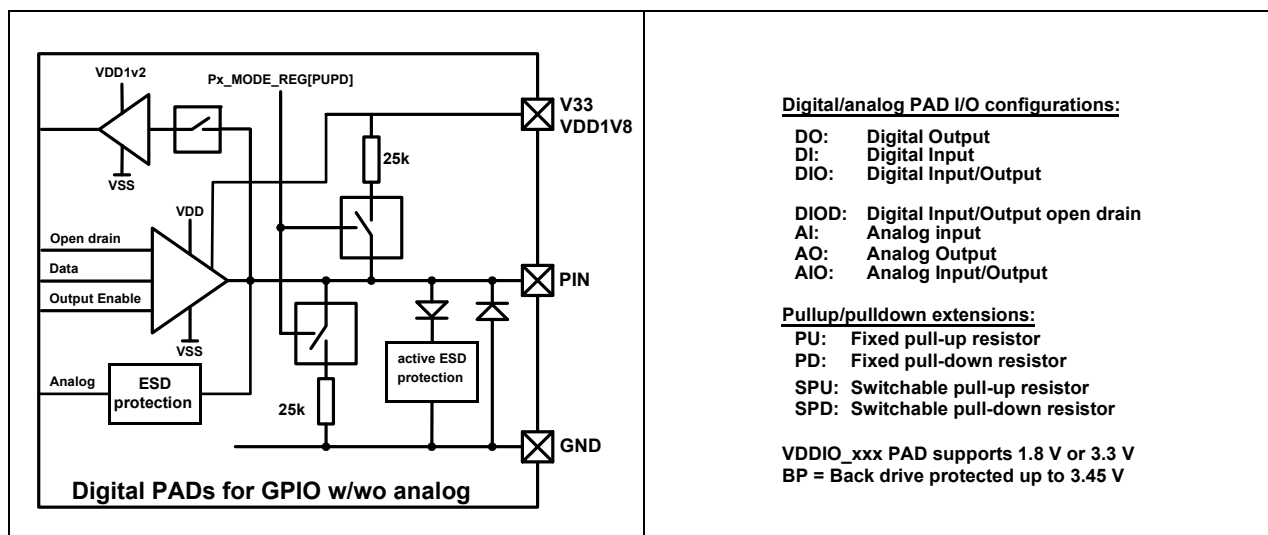 VDD1v2
Px_MODE_REG[PUPD]
V33
VDD1V8
25k
VSS
VDD
Open drain
Data
Output Enable
PIN
VSS
Analog
ESD
protection
25k
active ESD
protection
GND
Digital PADs for GPIO w/wo analog
Digital/analog PAD I/O configurations:
DO: Digital Output
DI: Digital Input
DIO: Digital Input/Output
DIOD: Digital Input/Output open drain
AI: Analog input
AO: Analog Output
AIO: Analog Input/Output
Pullup/pulldown extensions:
PU: Fixed pull-up resistor
PD: Fixed pull-down resistor
SPU: Switchable pull-up resistor
SPD: Switchable pull-down resistor
VDDIO_xxx PAD supports 1.8 V or 3.3 V
BP = Back drive protected up to 3.45 V